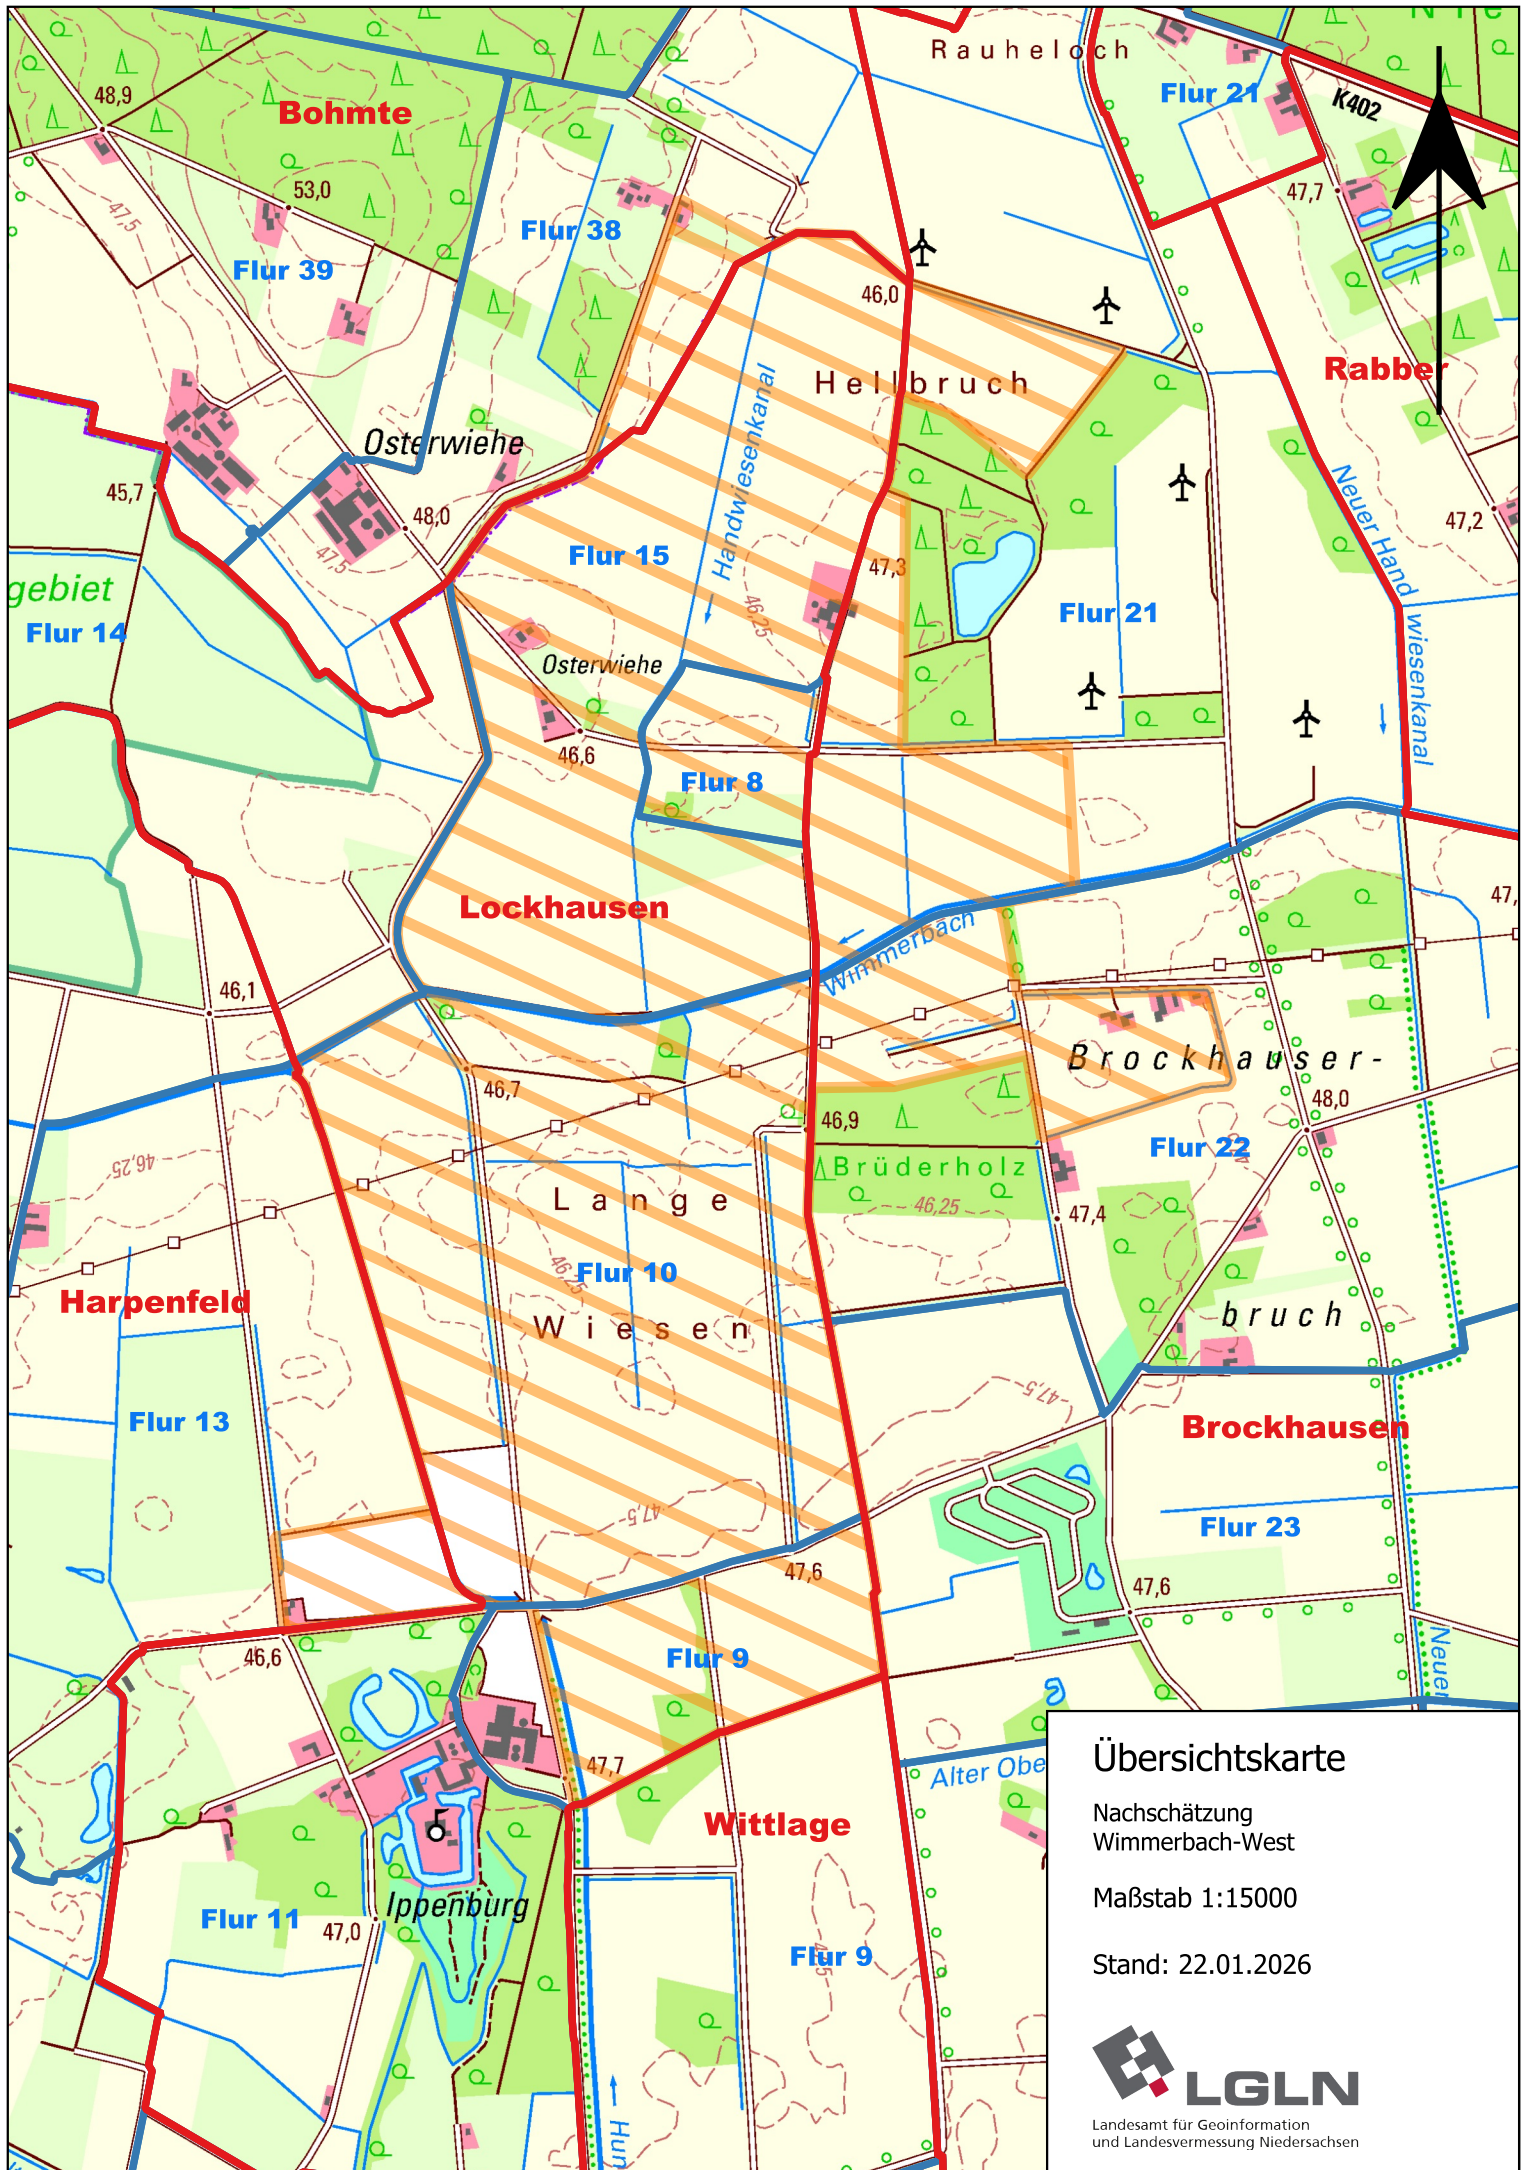 Nie
Rauheloch
Flur 21
K402
48,9
Bohmte
53,0
47,7
47,5
Flur 38
Flur 39
46,0
Hellbruch
Rabber
Handwiesenkanal
Osterwiehe
45,7
48,0
47,5
47,2
Neuer Hand
wiesenkanal
Flur 15
47,3
gebiet
Flur 14
46,25
Flur 21
Osterwiehe
46,6
Flur 8
Lockhausen
47,
Wimmerbach
46,1
46,7
Brockhauser-
48,0
46,9
Flur 22
46,25
Brüderholz
Lange
46,25
47,4
46,25
Flur 10
Harpenfeld
Wiesen
bruch
47,5
Flur 13
Brockhausen
47,5
Flur 23
47,6
47,6
46,6
Flur 9
Neuer
47,7
Alter Obe
Wittlage
Ippenburg
Flur 11
47,0
Flur 9
Hun
Übersichtskarte
Nachschätzung
Wimmerbach-West
Maßstab 1:15000
Stand: 22.01.2026
LGLN
Landesamt für Geoinformation
und Landesvermessung Niedersachsen